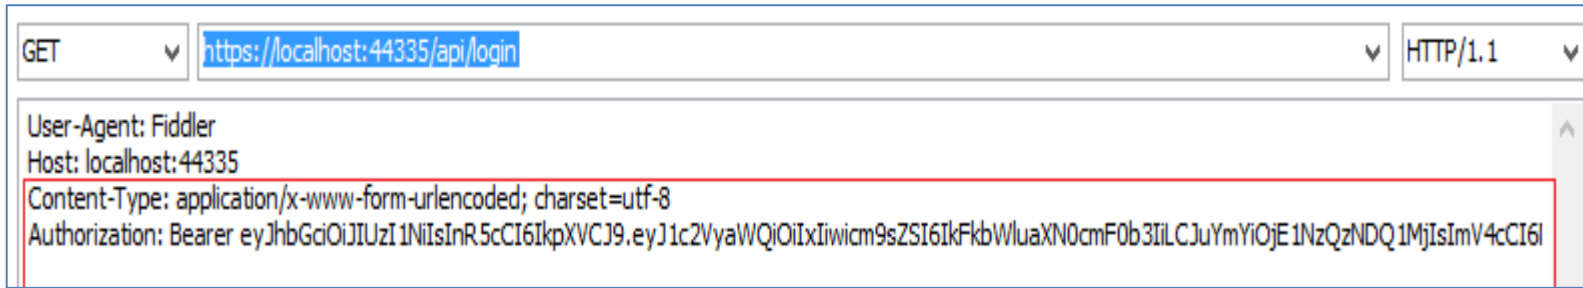 GET https://localhost:44335/api/login HTTP/1.1
User-Agent: Fiddler
Host: localhost:44335
Content-Type: application/x-www-form-urlencoded; charset=utf-8
Authorization: Bearer eyJhbGciOiJIUzI1NiIsInR5cCI6IkpXVCJ9.eyJ1c2VyaWQiOiIxIiwicm9sZSI6IkFkbWluaXN0cmF0b3IiLCJuYmYiOjE1NzQzNDQ1MjIsImV4cCI6I